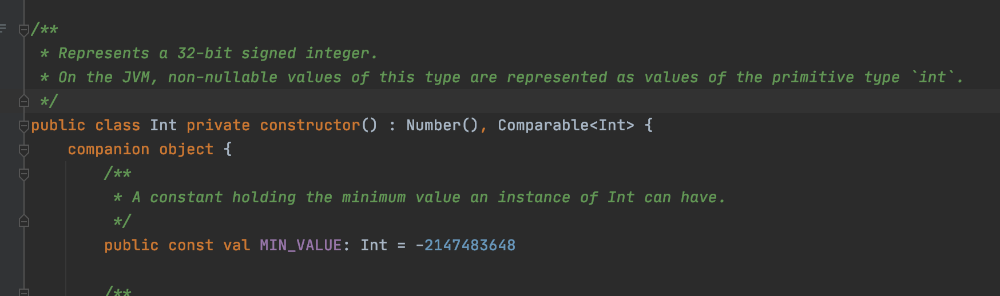 /**
 * Represents a 32-bit signed integer.
 * On the JVM, non-nullable values of this type are represented as values of the primitive type `int`.
 */
public class Int private constructor() : Number(), Comparable<Int> {
    companion object {
        /**
         * A constant holding the minimum value an instance of Int can have.
         */
        public const val MIN_VALUE: Int = -2147483648
        /**